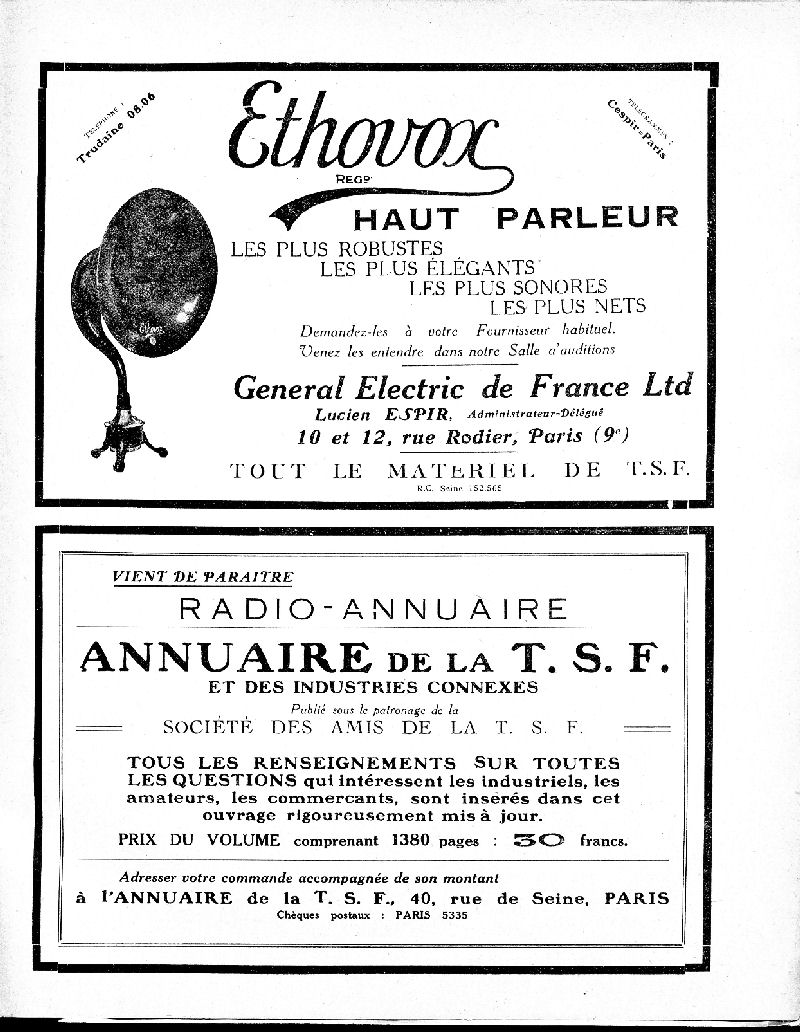 TELEPHONE :
Trudaine 08-06
TELEGRAMMES :
Cespir-Paris
Ethovox
REGD
HAUT PARLEUR
LES PLUS ROBUSTES
LES PLUS ÉLÉGANTS
LES PLUS SONORES
LES PLUS NETS
Demandez-les à votre Fournisseur habituel.
Venez les entendre dans notre Salle d'auditions
General Electric de France Ltd
Lucien ESPIR, Administrateur-Délégué
10 et 12, rue Rodier, Paris (9e)
TOUT LE MATERIEL DE T.S.F.
R.C. Seine 152.505
VIENT DE PARAITRE
RADIO-ANNUAIRE
ANNUAIRE DE LA T. S. F.
ET DES INDUSTRIES CONNEXES
Publié sous le patronage de la
SOCIÉTÉ DES AMIS DE LA T. S. F.
TOUS LES RENSEIGNEMENTS SUR TOUTES
LES QUESTIONS qui intéressent les industriels, les
amateurs, les commercants, sont insérés dans cet
ouvrage rigoureusement mis à jour.
PRIX DU VOLUME comprenant 1380 pages : 30 francs.
Adresser votre commande accompagnée de son montant
à l'ANNUAIRE de la T. S. F., 40, rue de Seine, PARIS
Chèques postaux : PARIS 5335